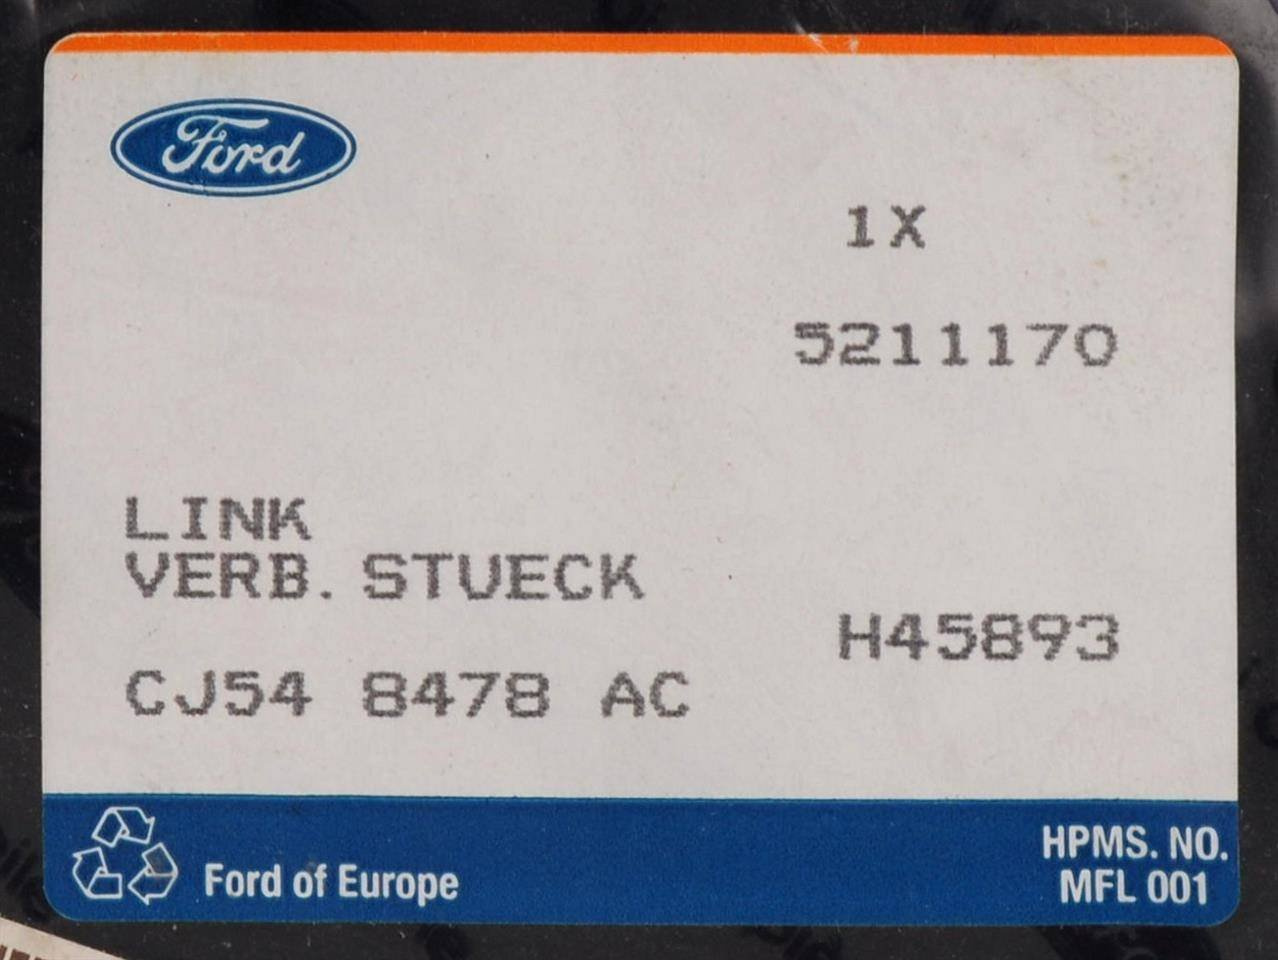 Ford
1X
5211170
LINK
VERB. STUECK
H45893
CJ54 8478 AC
Ford of Europe
HPMS. NO.
MFL 001